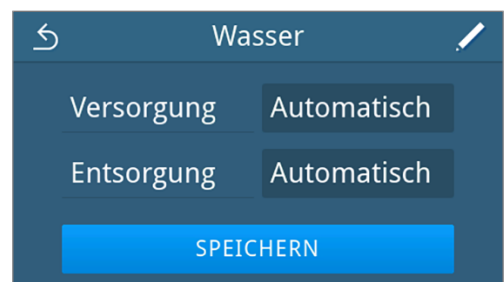 Wasser
Versorgung Automatisch
Entsorgung Automatisch
SPEICHERN